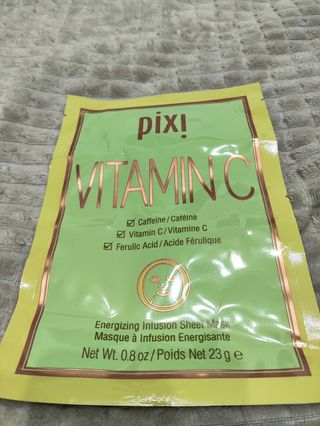 pixi
VITAMIN C
Caffeine/Caféine
Vitamin C/Vitamine C
Ferulic Acid/Acide Férulique
Energizing Infusion Sheet Mask
Masque à Infusion Energisante
Net Wt. 0.8 oz/Poids Net 23 g e